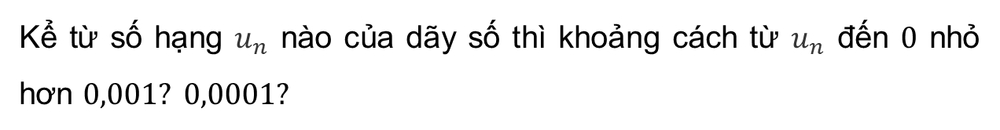 Kể từ số hạng uₙ nào của dãy số thì khoảng cách từ uₙ đến 0 nhỏ
hơn 0,001? 0,0001?